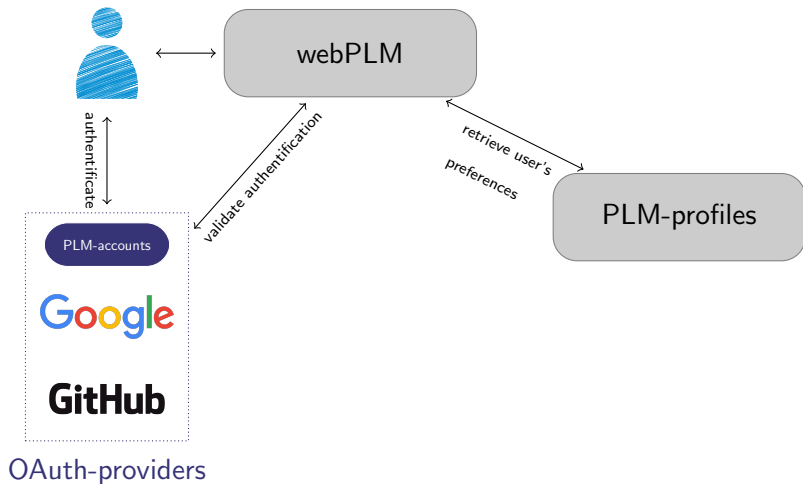 webPLM
authentificate
validate authentification
retrieve user's
preferences
PLM-profiles
PLM-accounts
Google
GitHub
OAuth-providers